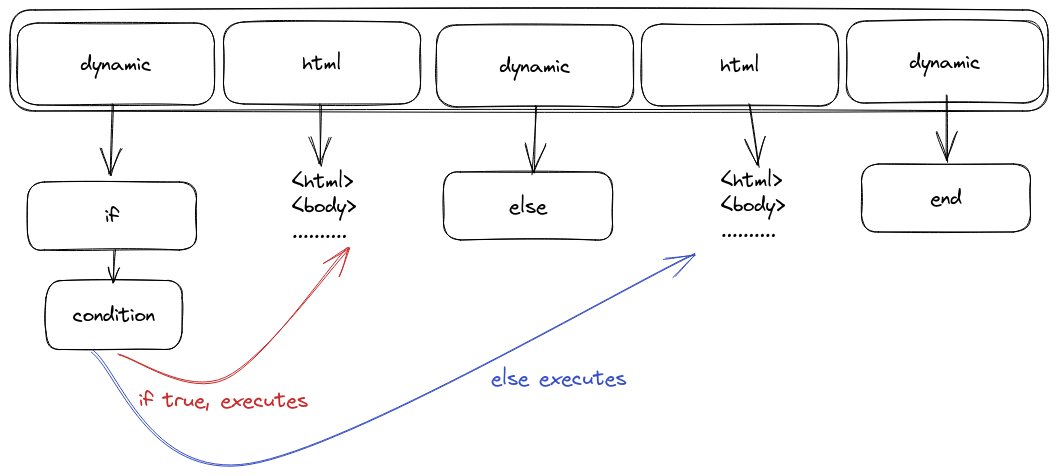 dynamic
html
dynamic
html
dynamic
if
<html>
<body>
..........
else
<html>
<body>
..........
end
condition
if true, executes
else executes